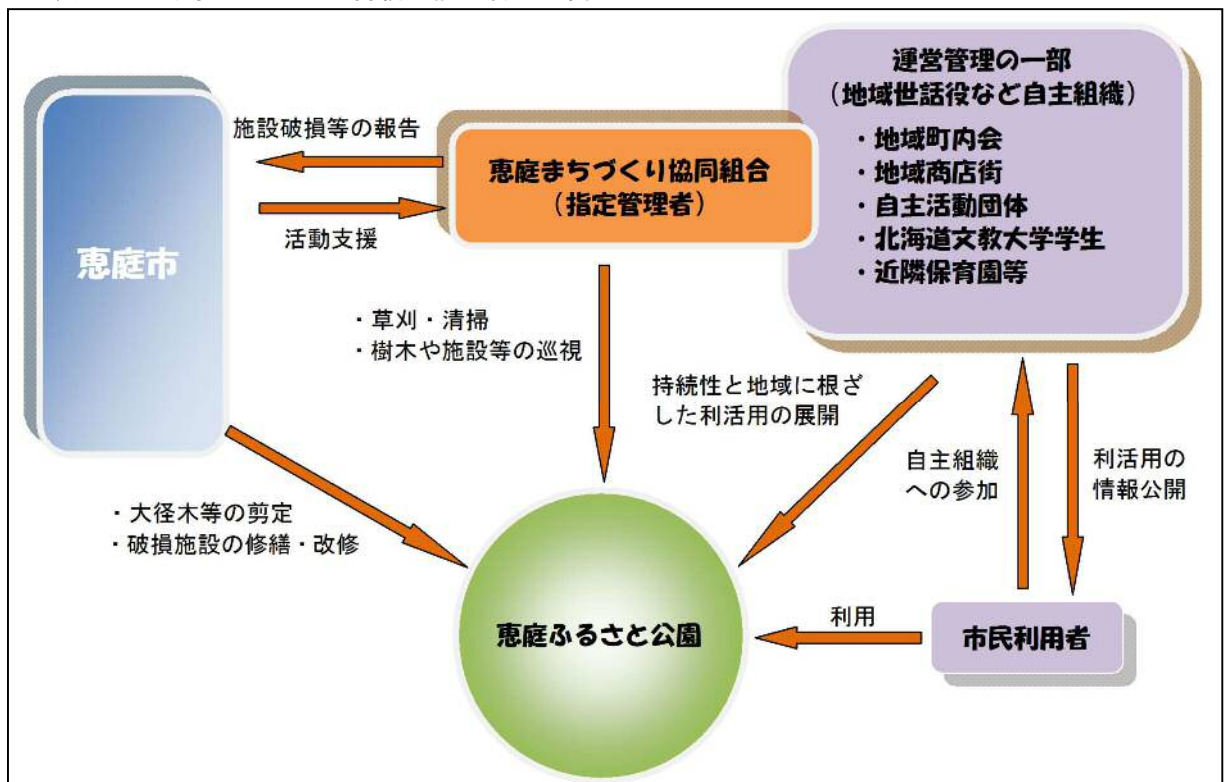 運営管理の一部
(地域世話役など自主組織)
・地域町内会
・地域商店街
・自主活動団体
・北海道文教大学学生
・近隣保育園等
施設破損等の報告
恵庭まちづくり協同組合
(指定管理者)
活動支援
恵庭市
・草刈・清掃
・樹木や施設等の巡視
持続性と地域に根ざ
した利活用の展開
自主組織
への参加
利活用の
情報公開
・大径木等の剪定
・破損施設の修繕・改修
恵庭ふるさと公園
利用
市民利用者